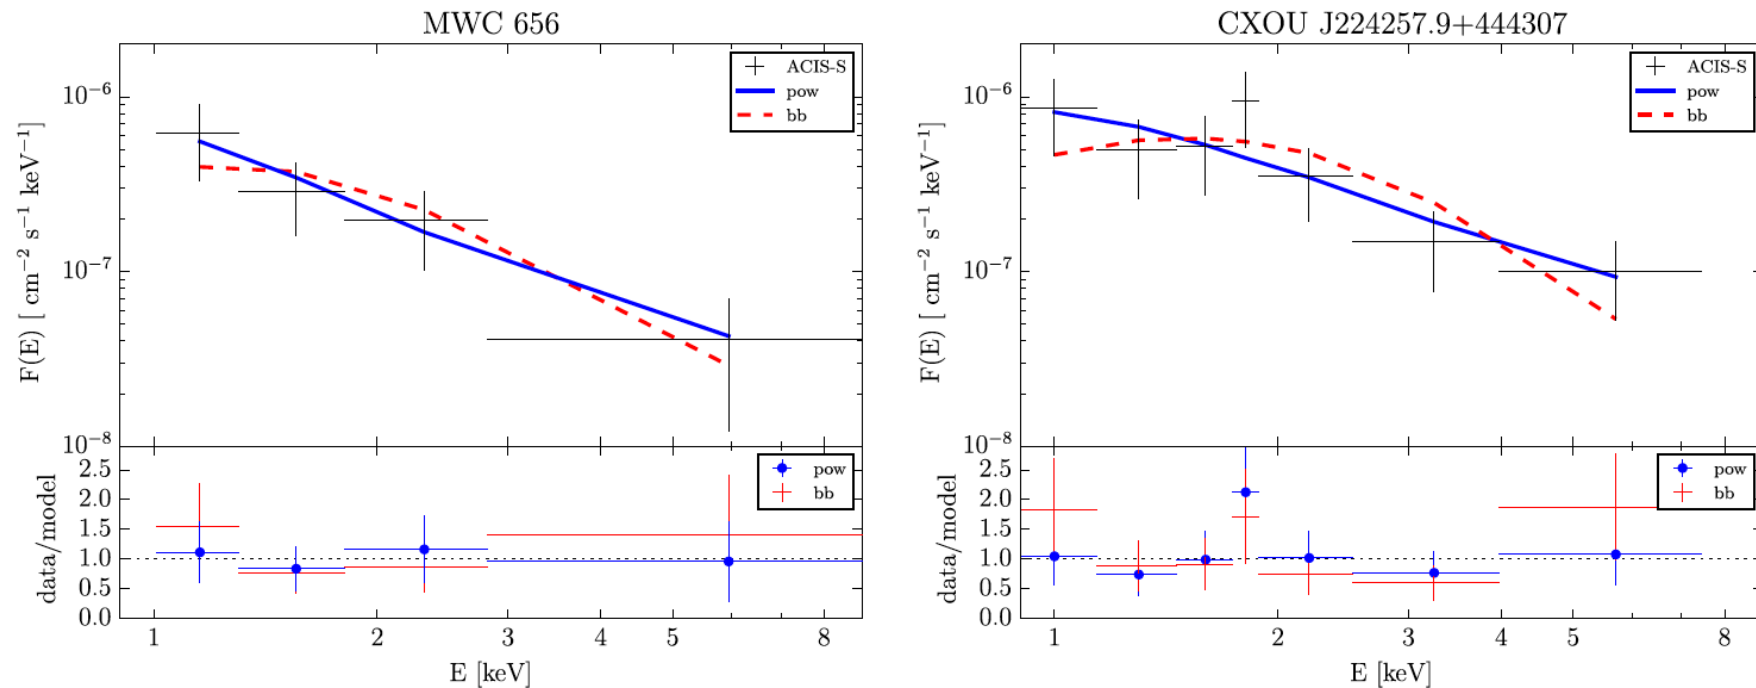 MWC 656
F(E) [ cm⁻² s⁻¹ keV⁻¹]
10⁻⁶
10⁻⁷
10⁻⁸
ACIS-S
pow
bb
data/model
2.5
2.0
1.5
1.0
0.5
0.0
pow
bb
1 2 3 4 5 8
E [keV]
CXOU J224257.9+444307
F(E) [ cm⁻² s⁻¹ keV⁻¹]
10⁻⁶
10⁻⁷
10⁻⁸
ACIS-S
pow
bb
data/model
2.5
2.0
1.5
1.0
0.5
0.0
pow
bb
1 2 3 4 5 8
E [keV]